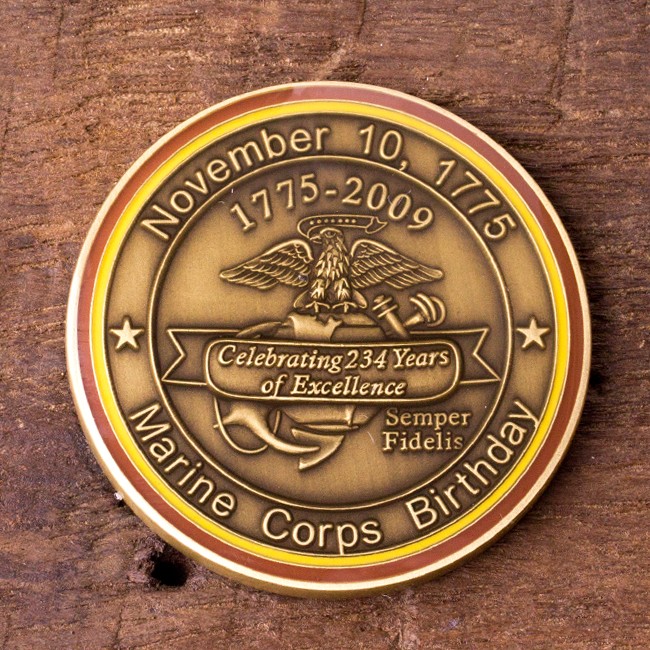 November 10, 1775
1775-2009
Celebrating 234 Years
of Excellence
Semper
Fidelis
Marine Corps Birthday